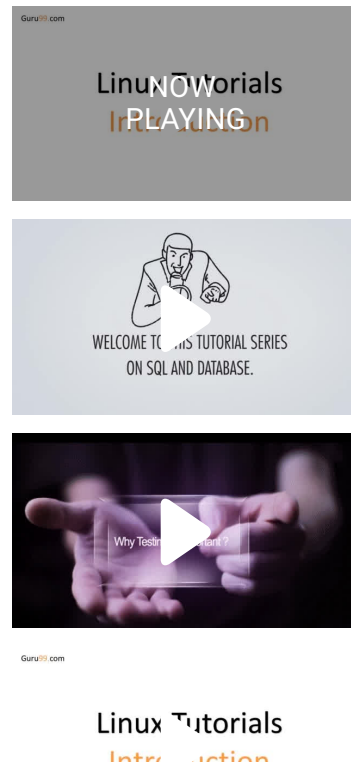 Guru99.com
Linux Tutorials
NOW
PLAYING
WELCOME TO THIS TUTORIAL SERIES
ON SQL AND DATABASE.
Why Testing
?
Guru99.com
Linux Tutorials